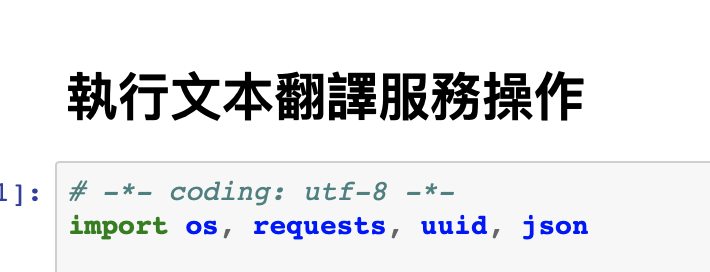 執行文本翻譯服務操作
1]:
# -*- coding: utf-8 -*-
import os, requests, uuid, json